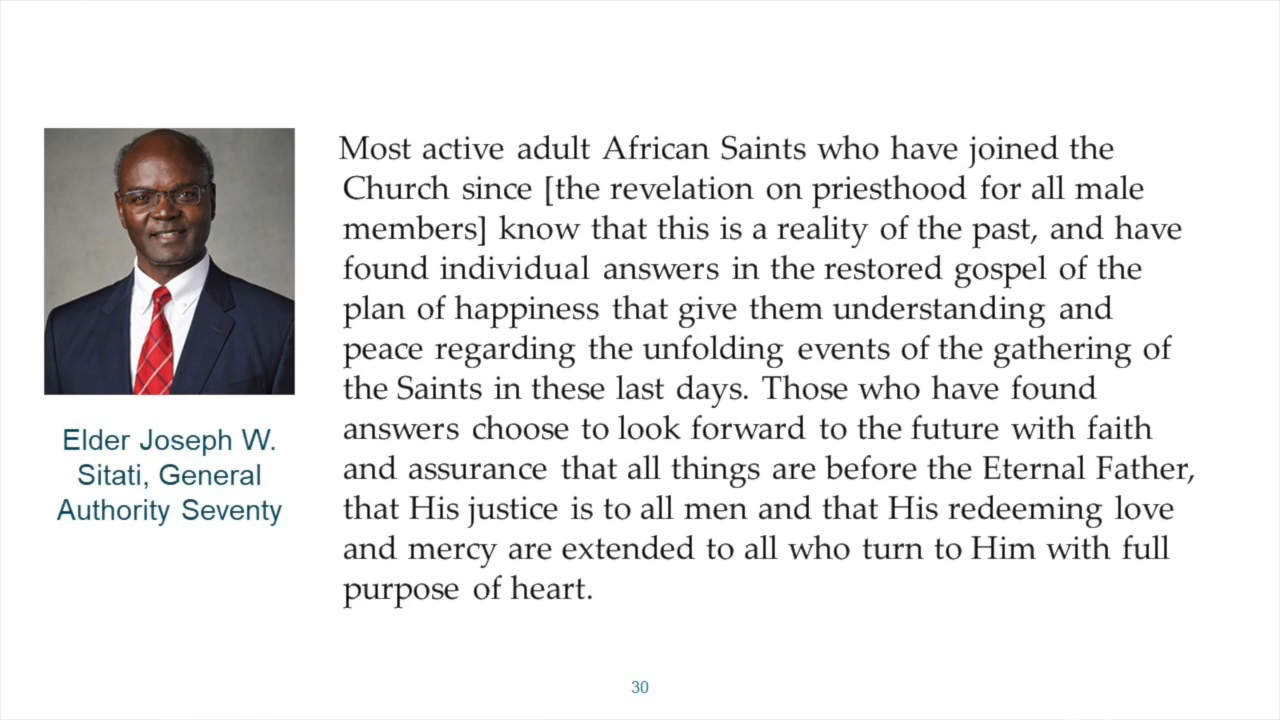 Most active adult African Saints who have joined the
Church since [the revelation on priesthood for all male
members] know that this is a reality of the past, and have
found individual answers in the restored gospel of the
plan of happiness that give them understanding and
peace regarding the unfolding events of the gathering of
the Saints in these last days. Those who have found
answers choose to look forward to the future with faith
and assurance that all things are before the Eternal Father,
that His justice is to all men and that His redeeming love
and mercy are extended to all who turn to Him with full
purpose of heart.
Elder Joseph W.
Sitati, General
Authority Seventy
30